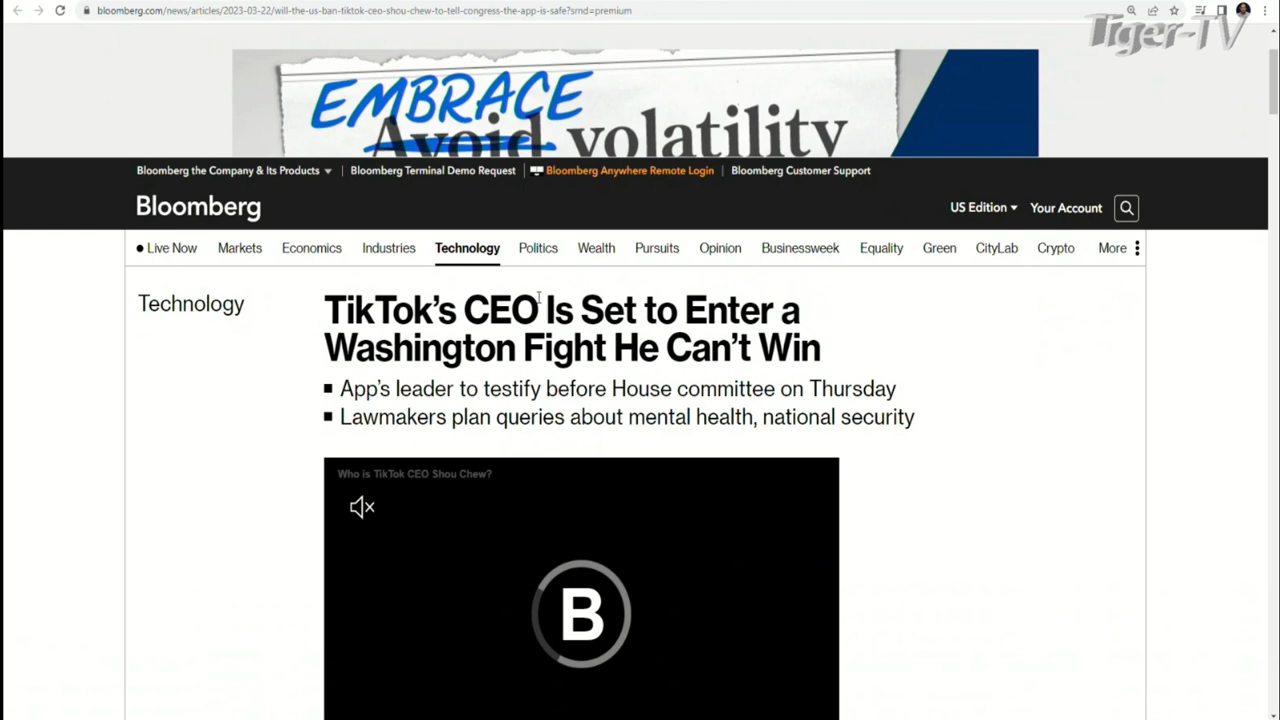 bloomberg.com/news/articles/2023-03-22/will-the-us-ban-tiktok-ceo-shou-chew-to-tell-congress-the-app-is-safe?srnd=premium
Tiger-TV
EMBRACE
Avoid volatility
Bloomberg the Company & Its Products Bloomberg Terminal Demo Request Bloomberg Anywhere Remote Login Bloomberg Customer Support
Bloomberg US Edition Your Account
Live Now Markets Economics Industries Technology Politics Wealth Pursuits Opinion Businessweek Equality Green CityLab Crypto More
Technology
TikTok’s CEO Is Set to Enter a
Washington Fight He Can’t Win
■ App’s leader to testify before House committee on Thursday
■ Lawmakers plan queries about mental health, national security
Who is TikTok CEO Shou Chew?
B